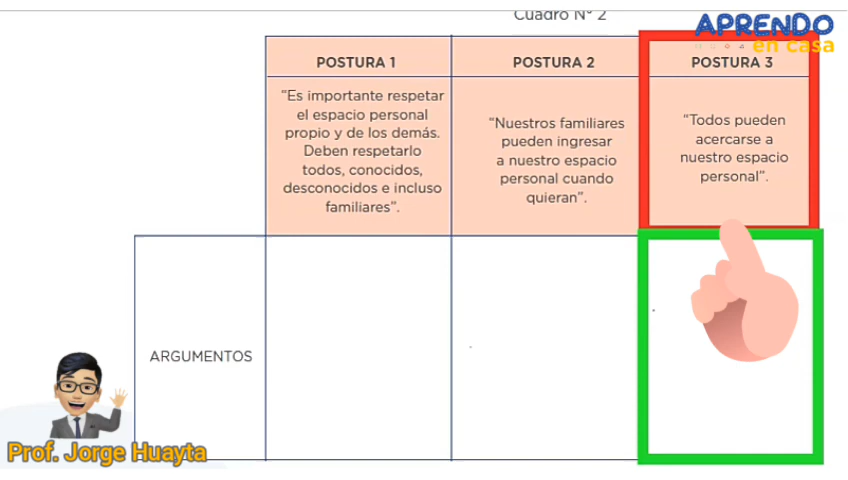 Cuadro N° 2
APRENDO
en casa
POSTURA 1
"Es importante respetar
el espacio personal
propio y de los demás.
Deben respetarlo
todos, conocidos,
desconocidos e incluso
familiares".
POSTURA 2
"Nuestros familiares
pueden ingresar
a nuestro espacio
personal cuando
quieran".
POSTURA 3
"Todos pueden
acercarse a
nuestro espacio
personal".
ARGUMENTOS
Prof. Jorge Huayta